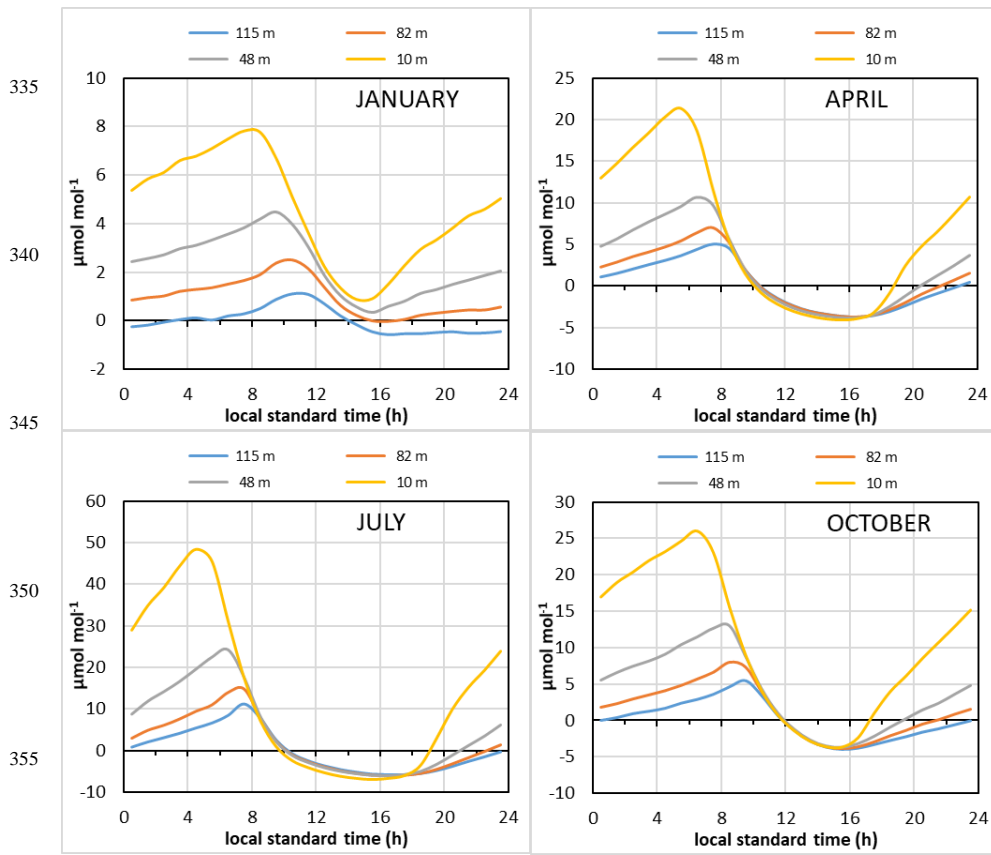 335
340
345
350
355
115 m 82 m
48 m 10 m
JANUARY
10
8
6
4
2
0
-2
µmol mol-1
0 4 8 12 16 20 24
local standard time (h)
115 m 82 m
48 m 10 m
APRIL
25
20
15
10
5
0
-5
-10
µmol mol-1
0 4 8 12 16 20 24
local standard time (h)
115 m 82 m
48 m 10 m
JULY
60
50
40
30
20
10
0
-10
µmol mol-1
0 4 8 12 16 20 24
local standard time (h)
115 m 82 m
48 m 10 m
OCTOBER
30
25
20
15
10
5
0
-5
-10
µmol mol-1
0 4 8 12 16 20 24
local standard time (h)